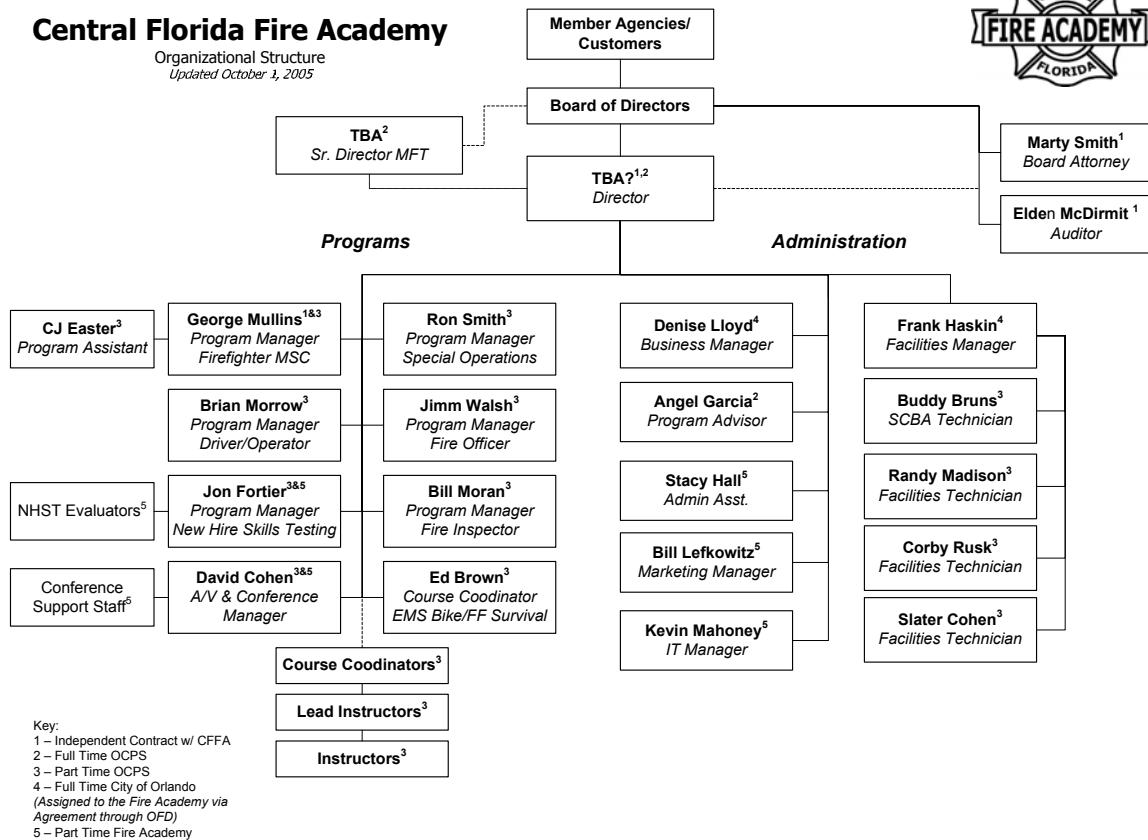 Central Florida Fire Academy
Organizational Structure
Updated October 1, 2005
FIRE ACADEMY
FLORIDA
Member Agencies/
Customers
Board of Directors
TBA²
Sr. Director MFT
TBA?¹,²
Director
Marty Smith¹
Board Attorney
Elden McDirmit ¹
Auditor
Programs
Administration
CJ Easter³
Program Assistant
George Mullins¹&³
Program Manager
Firefighter MSC
Ron Smith³
Program Manager
Special Operations
Denise Lloyd⁴
Business Manager
Frank Haskin⁴
Facilities Manager
Brian Morrow³
Program Manager
Driver/Operator
Jimm Walsh³
Program Manager
Fire Officer
Angel Garcia²
Program Advisor
Buddy Bruns³
SCBA Technician
NHST Evaluators⁵
Jon Fortier³&⁵
Program Manager
New Hire Skills Testing
Bill Moran³
Program Manager
Fire Inspector
Stacy Hall⁵
Admin Asst.
Randy Madison³
Facilities Technician
Bill Lefkowitz⁵
Marketing Manager
Corby Rusk³
Facilities Technician
Conference
Support Staff⁵
David Cohen³&⁵
A/V & Conference
Manager
Ed Brown³
Course Coodinator
EMS Bike/FF Survival
Kevin Mahoney⁵
IT Manager
Slater Cohen³
Facilities Technician
Course Coodinators³
Lead Instructors³
Instructors³
Key:
1 – Independent Contract w/ CFFA
2 – Full Time OCPS
3 – Part Time OCPS
4 – Full Time City of Orlando
(Assigned to the Fire Academy via
Agreement through OFD)
5 – Part Time Fire Academy